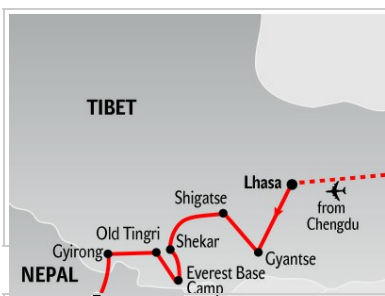 TIBET
Lhasa
from
Chengdu
Shigatse
Old Tingri
Shekar
Gyirong
Gyantse
NEPAL
Everest Base
Camp